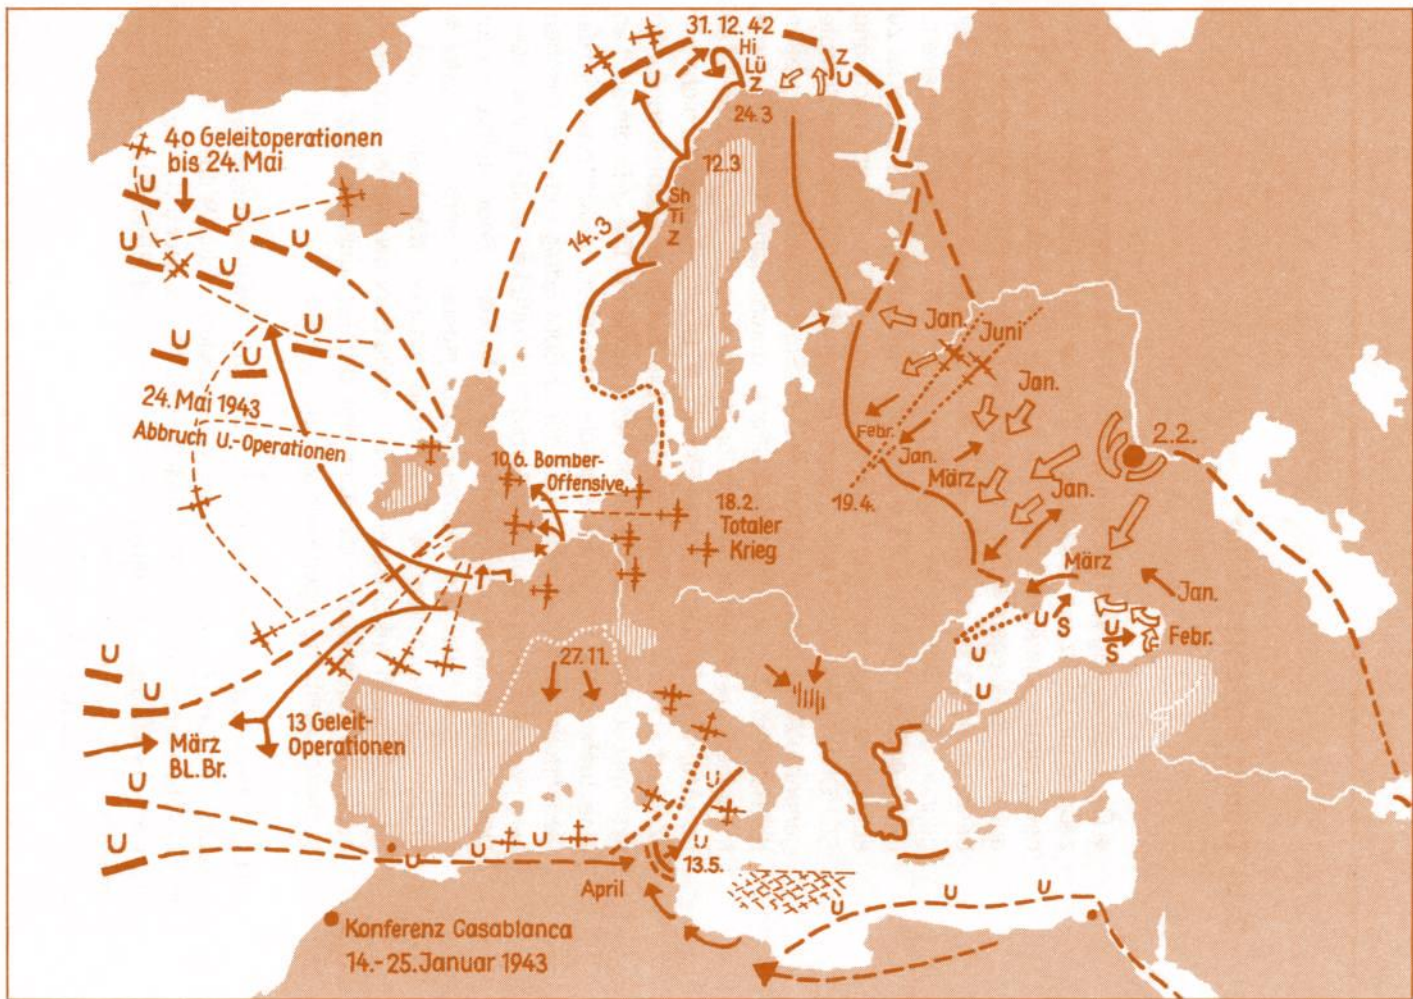 31. 12. 42
Hi
Lü
Z
Z
U
U
24.3
12.3
Sh
Ti
Z
14.3
40 Geleitoperationen
bis 24. Mai
U
U
U
U
U
U
U
U
24. Mai 1943
Abbruch U.-Operationen
10.6. Bomber-
Offensive
18.2.
Totaler
Krieg
Jan.
Juni
Jan.
Febr.
Jan.
März
19.4.
Jan.
2.2.
März
Jan.
Febr.
U
S
U
S
U
U
27.11.
U
U
13 Geleit-
Operationen
März
BL.Br.
U
U
U
U
U
U
U
13.5.
April
U
U
U
U
Konferenz Casablanca
14.-25. Januar 1943